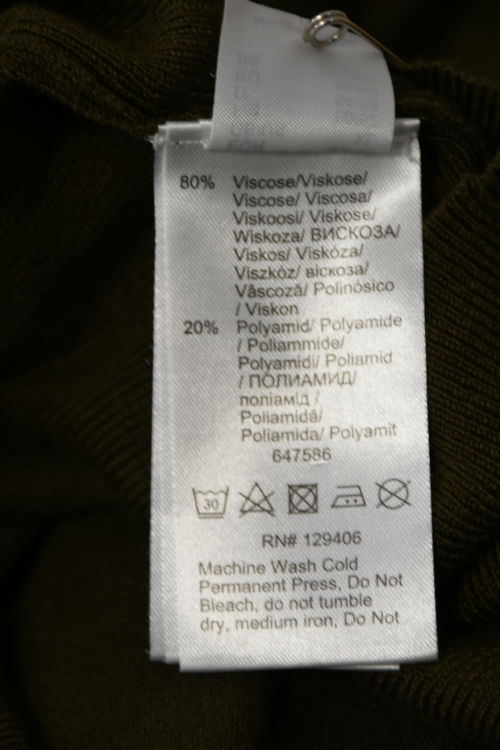 80% Viscose/Viskose/
Viscose/ Viscosa/
Viskoosi/ Viskose/
Wiskoza/ ВИСКОЗА/
Viskos/ Viskóza/
Viszkòz/ віскоза/
Vâscoză/ Polinósico
/ Viskon
20% Polyamid/ Polyamide
/ Poliammide/
Polyamidi/ Poliamid
/ ПОЛИАМИД/
поліамід /
Poliamidă/
Poliamida/ Polyamit
647586
30
RN# 129406
Machine Wash Cold
Permanent Press, Do Not
Bleach, do not tumble
dry, medium iron, Do Not